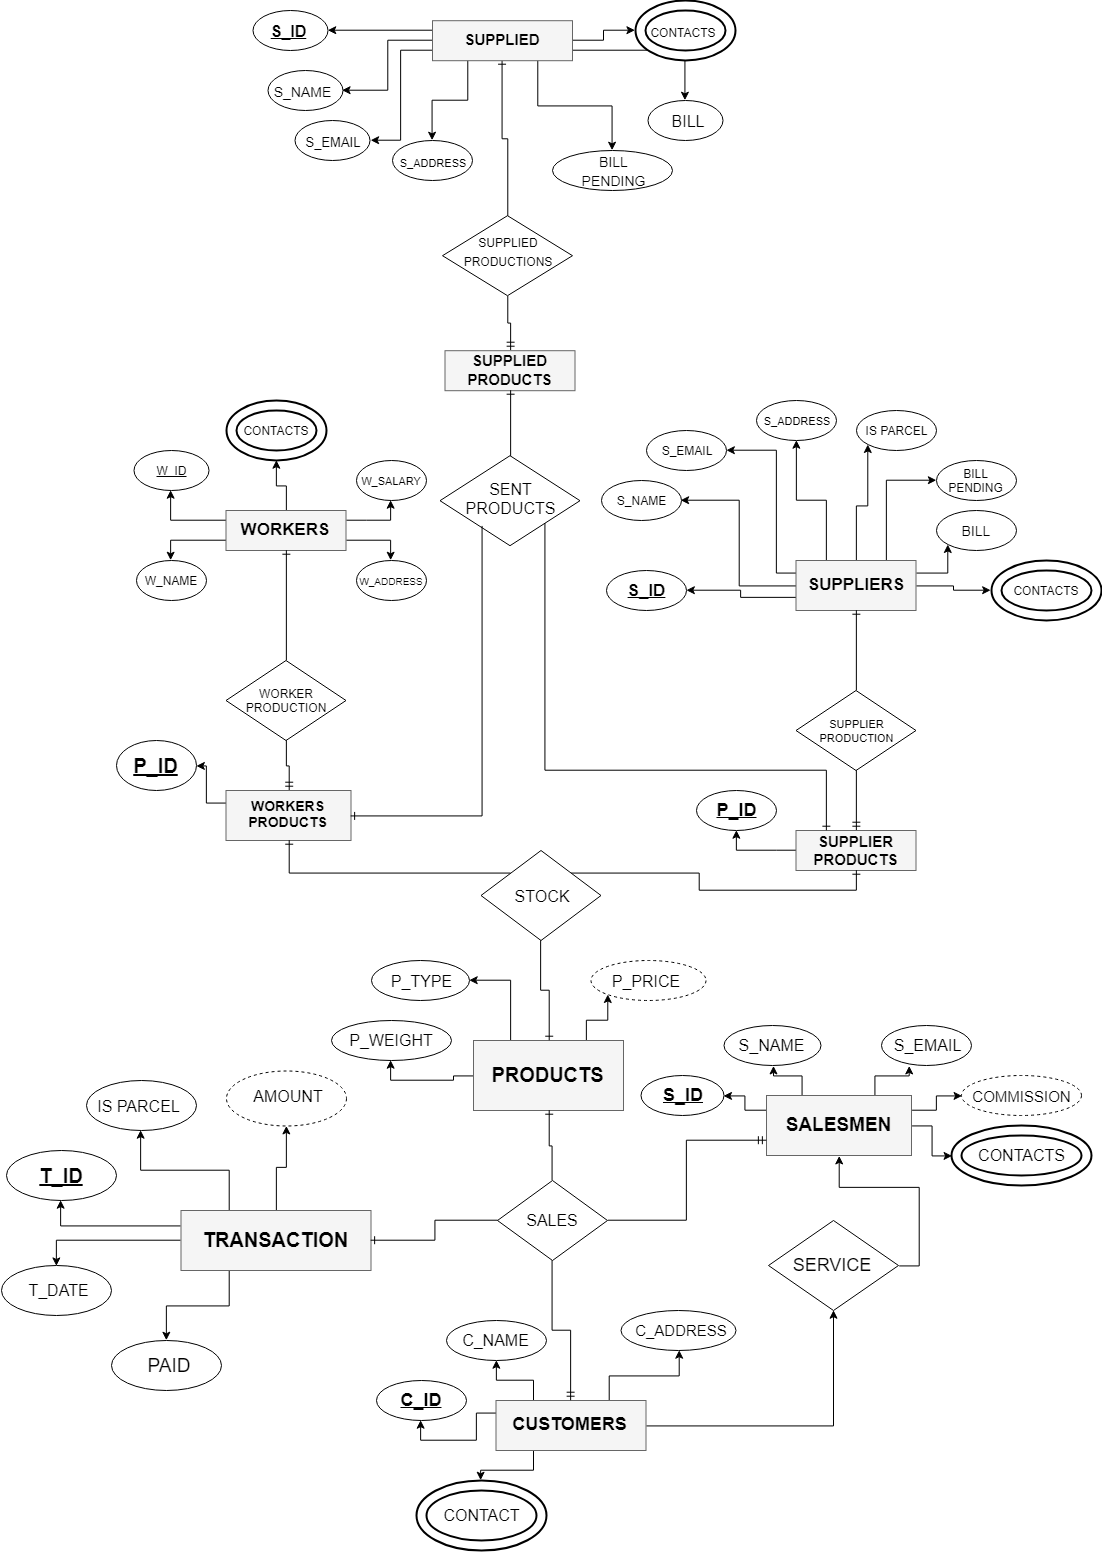 S_ID
SUPPLIED
CONTACTS
S_NAME
BILL
S_EMAIL
S_ADDRESS
BILL
PENDING
SUPPLIED
PRODUCTIONS
SUPPLIED
PRODUCTS
CONTACTS
W_ID
W_SALARY
WORKERS
W_NAME
W_ADDRESS
SENT
PRODUCTS
S_ADDRESS
IS PARCEL
S_EMAIL
BILL
PENDING
S_NAME
BILL
SUPPLIERS
S_ID
CONTACTS
WORKER
PRODUCTION
SUPPLIER
PRODUCTION
P_ID
WORKERS
PRODUCTS
P_ID
SUPPLIER
PRODUCTS
STOCK
P_TYPE
P_PRICE
P_WEIGHT
PRODUCTS
S_NAME
S_EMAIL
S_ID
COMMISSION
SALESMEN
CONTACTS
IS PARCEL
AMOUNT
T_ID
TRANSACTION
T_DATE
PAID
SALES
SERVICE
C_NAME
C_ADDRESS
C_ID
CUSTOMERS
CONTACT